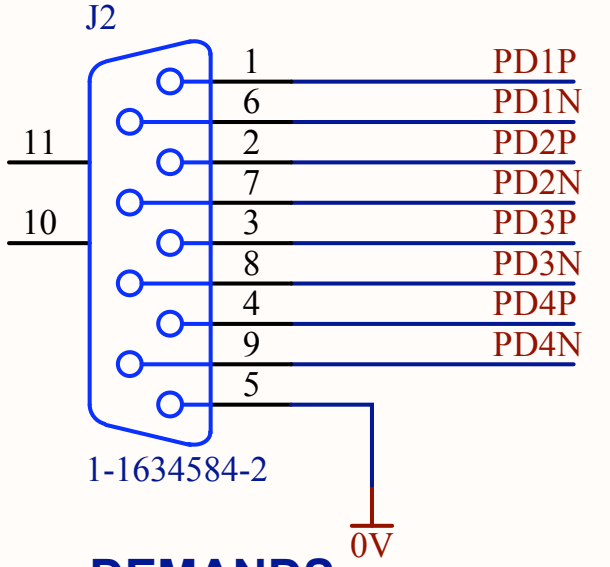 J2
1 PD1P
6 PD1N
11 2 PD2P
7 PD2N
10 3 PD3P
8 PD3N
4 PD4P
9 PD4N
5
1-1634584-2
0V
DEMANDS